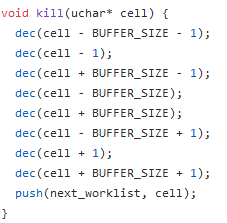 void kill(uchar* cell) {
  dec(cell - BUFFER_SIZE - 1);
  dec(cell - 1);
  dec(cell + BUFFER_SIZE - 1);
  dec(cell - BUFFER_SIZE);
  dec(cell + BUFFER_SIZE);
  dec(cell - BUFFER_SIZE + 1);
  dec(cell + 1);
  dec(cell + BUFFER_SIZE + 1);
  push(next_worklist, cell);
}